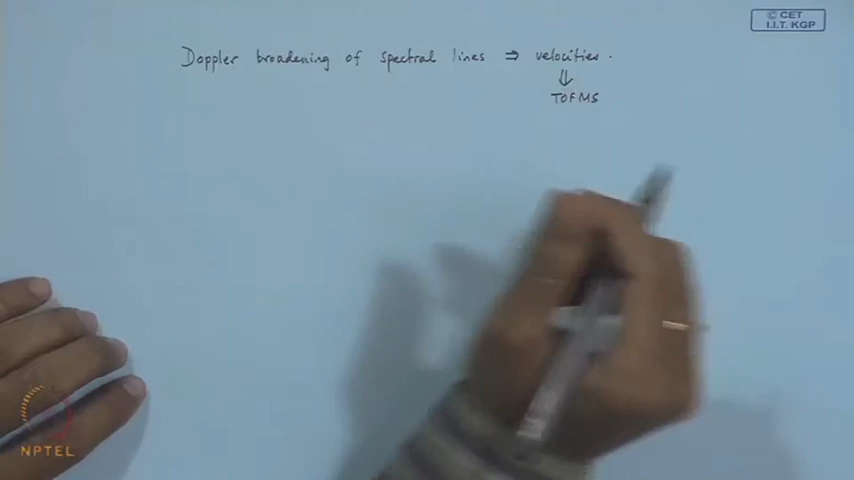 © CET
I.I.T. KGP
Doppler broadening of spectral lines ⇒ velocities.
⇓
TOFMS
NPTEL